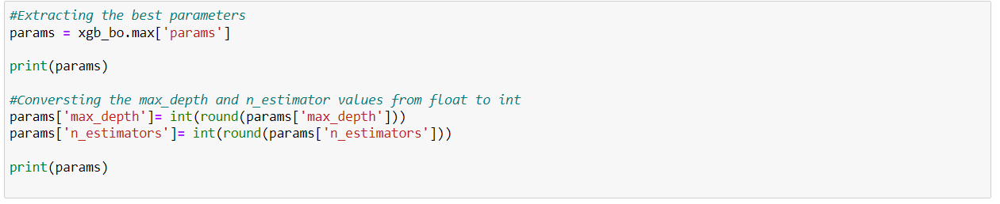 #Extracting the best parameters
params = xgb_bo.max['params']
print(params)
#Conversting the max_depth and n_estimator values from float to int
params['max_depth']= int(round(params['max_depth']))
params['n_estimators']= int(round(params['n_estimators']))
print(params)